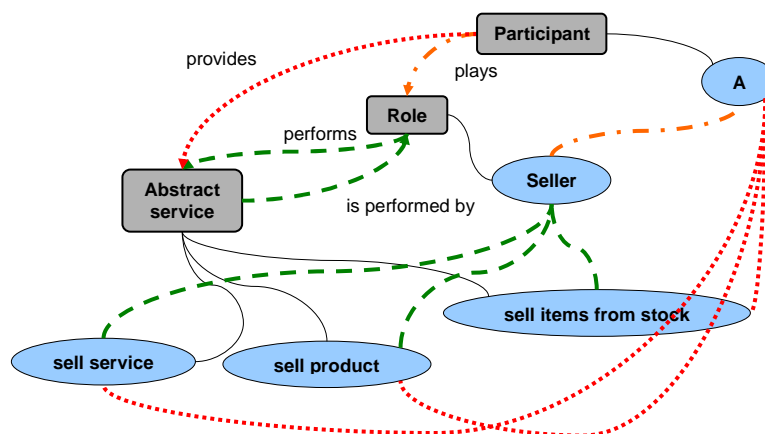 Participant
provides
plays
A
Role
performs
Abstract
service
Seller
is performed by
sell items from stock
sell service
sell product